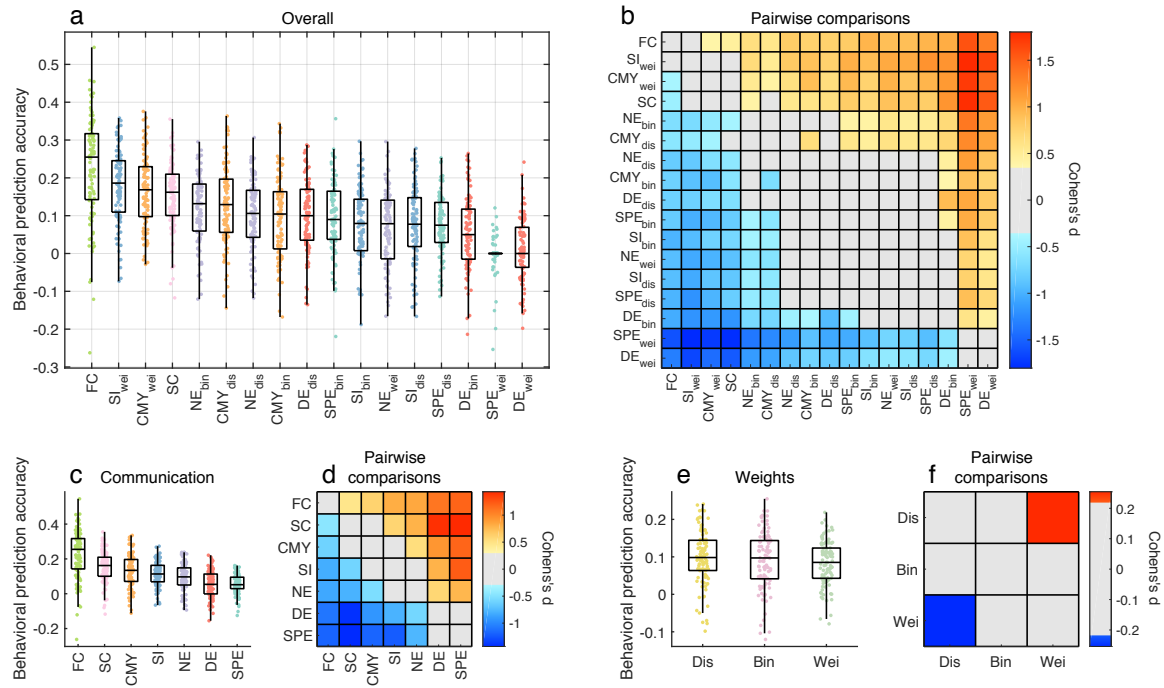 a
Overall
Behavioral prediction accuracy
0.5
0.4
0.3
0.2
0.1
0
-0.1
-0.2
-0.3
FC
SIwei
CMYwei
SC
NEbin
CMYdis
NEdis
CMYbin
DEdis
SPEbin
SIbin
NEwei
SIdis
SPEdis
DEbin
SPEwei
DEwei
b
Pairwise comparisons
FC
SIwei
CMYwei
SC
NEbin
CMYdis
NEdis
CMYbin
DEdis
SPEbin
SIbin
NEwei
SIdis
SPEdis
DEbin
SPEwei
DEwei
FC
SIwei
CMYwei
SC
NEbin
CMYdis
NEdis
CMYbin
DEdis
SPEbin
SIbin
NEwei
SIdis
SPEdis
DEbin
SPEwei
DEwei
1.5
1
0.5
0
-0.5
-1
-1.5
Cohens's d
c
Communication
Behavioral prediction accuracy
0.4
0.2
0
-0.2
FC
SC
CMY
SI
NE
DE
SPE
d
Pairwise
comparisons
FC
SC
CMY
SI
NE
DE
SPE
FC
SC
CMY
SI
NE
DE
SPE
1
0.5
0
-0.5
-1
Cohens's d
e
Weights
Behavioral prediction accuracy
0.2
0.1
0
-0.1
Dis
Bin
Wei
f
Pairwise
comparisons
Dis
Bin
Wei
Dis
Bin
Wei
0.2
0.1
0
-0.1
-0.2
Cohens's d